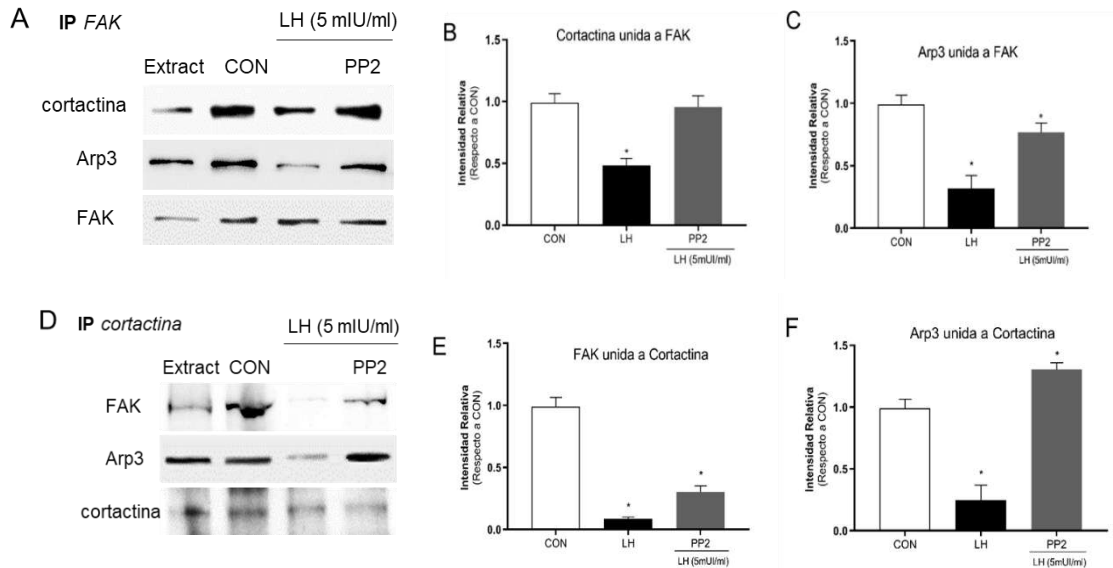 A
IP FAK
LH (5 mIU/ml)
Extract CON PP2
cortactina
Arp3
FAK
B
Cortactina unida a FAK
Intensidad Relativa
(Respecto a CON)
1.5
1.0
0.5
0.0
CON LH PP2
LH (5mUI/ml)
*
C
Arp3 unida a FAK
Intensidad Relativa
(Respecto a CON)
1.5
1.0
0.5
0.0
* *
CON LH PP2
LH (5mUI/ml)
D
IP cortactina
LH (5 mIU/ml)
Extract CON PP2
FAK
Arp3
cortactina
E
FAK unida a Cortactina
Intensidad Relativa
(Respecto a CON)
1.5
1.0
0.5
0.0
* *
CON LH PP2
LH (5mUI/ml)
F
Arp3 unida a Cortactina
Intensidad Relativa
(Respecto a CON)
1.5
1.0
0.5
0.0
* *
CON LH PP2
LH (5mUI/ml)